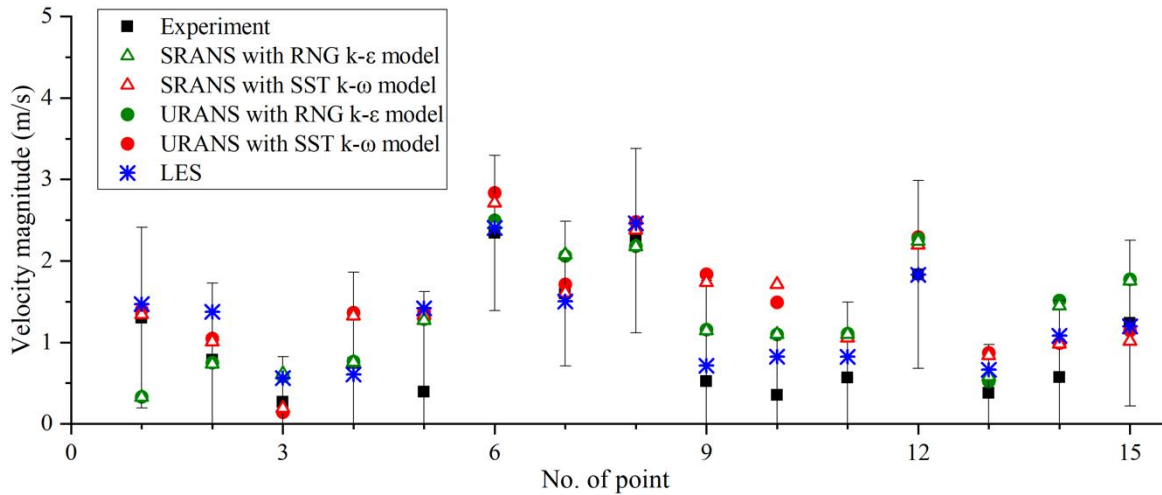 5
4
3
2
1
0
Velocity magnitude (m/s)
Experiment
SRANS with RNG k-ε model
SRANS with SST k-ω model
URANS with RNG k-ε model
URANS with SST k-ω model
LES
0 3 6 9 12 15
No. of point